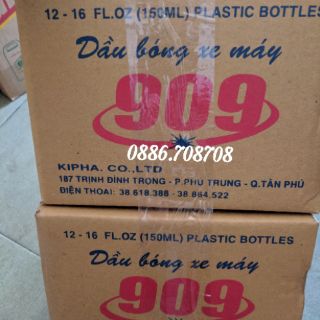 12 - 16 FL.OZ (150ML) PLASTIC BOTTLES
Dầu bóng xe máy
909
0886.708708
KIPHA. CO.,LTD
187 TRỊNH ĐÌNH TRỌNG - P.PHÚ TRUNG - Q.TÂN PHÚ
ĐIỆN THOẠI: 38.618.388 - 38.864.522
12 - 16 FL.OZ (150ML) PLASTIC BOTTLES
Dầu bóng xe máy
909